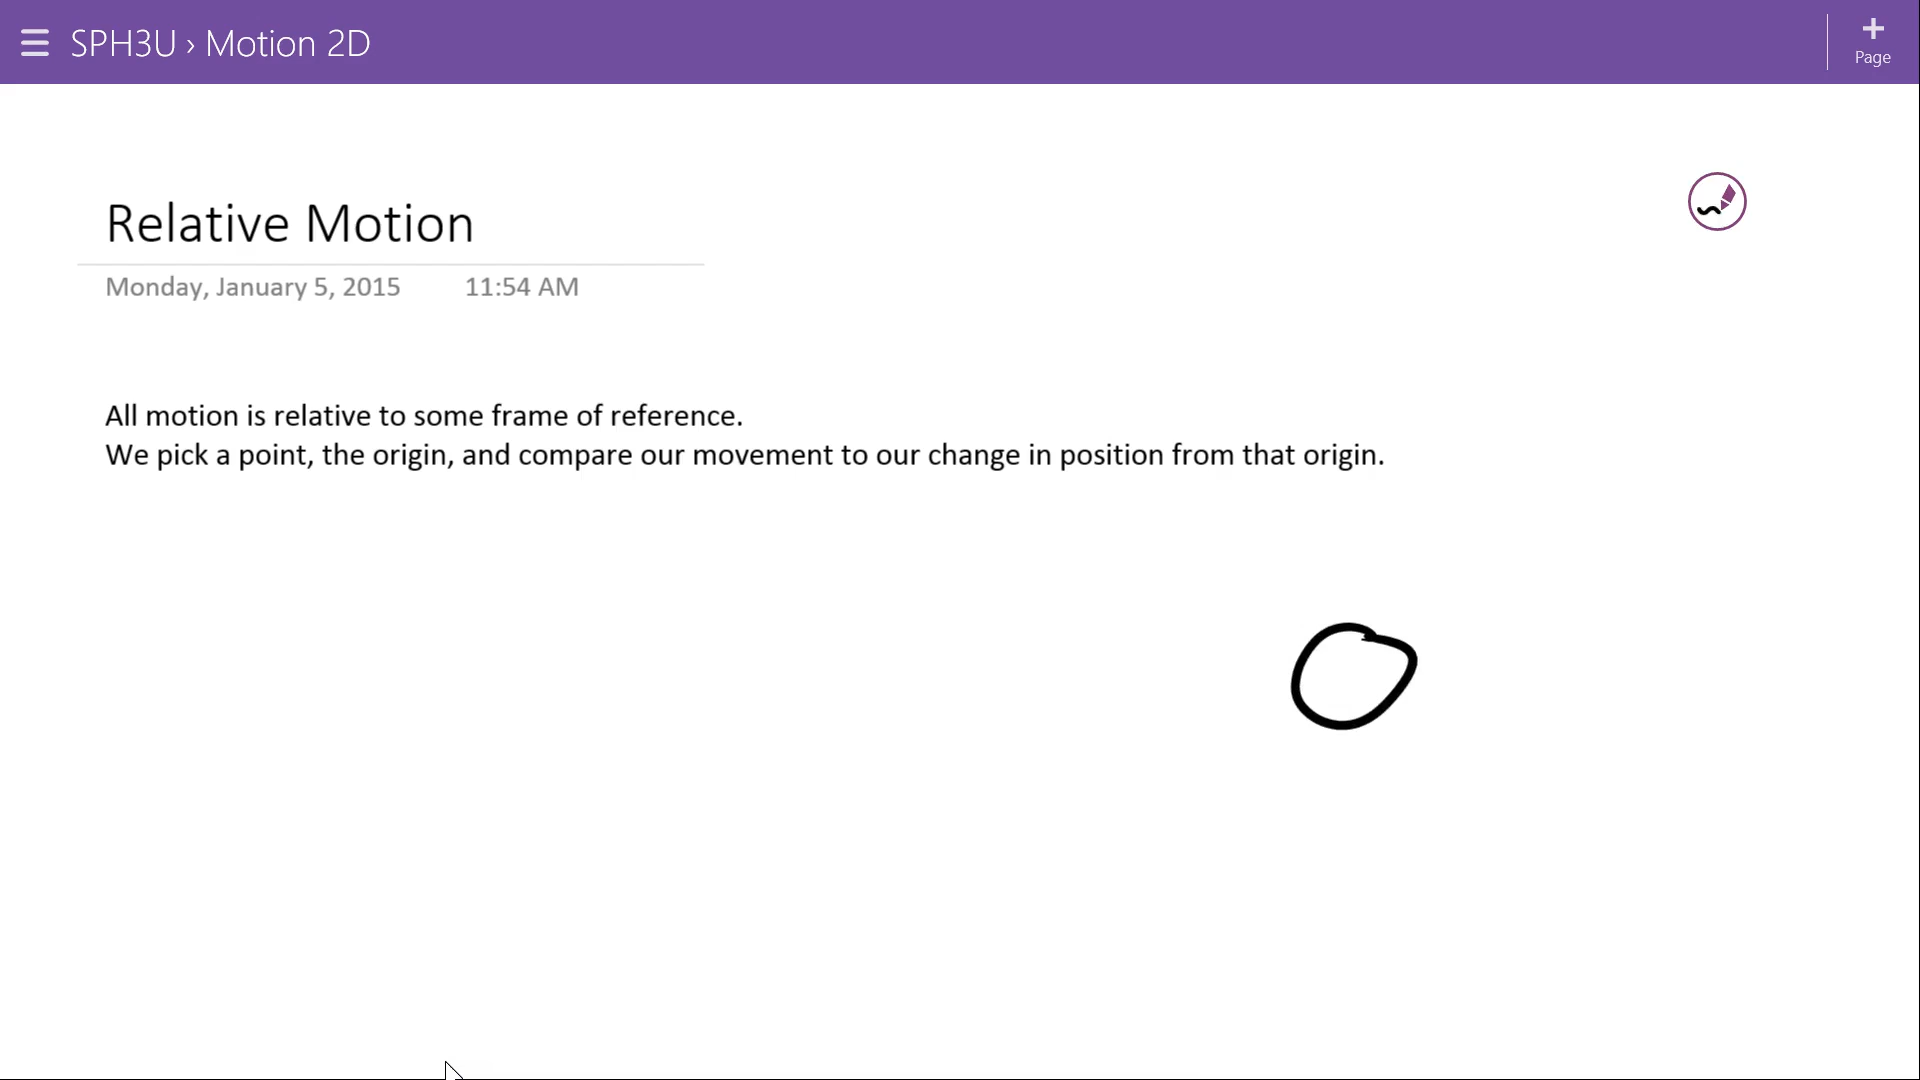 SPH3U › Motion 2D
Page
Relative Motion
Monday, January 5, 2015 11:54 AM
All motion is relative to some frame of reference.
We pick a point, the origin, and compare our movement to our change in position from that origin.